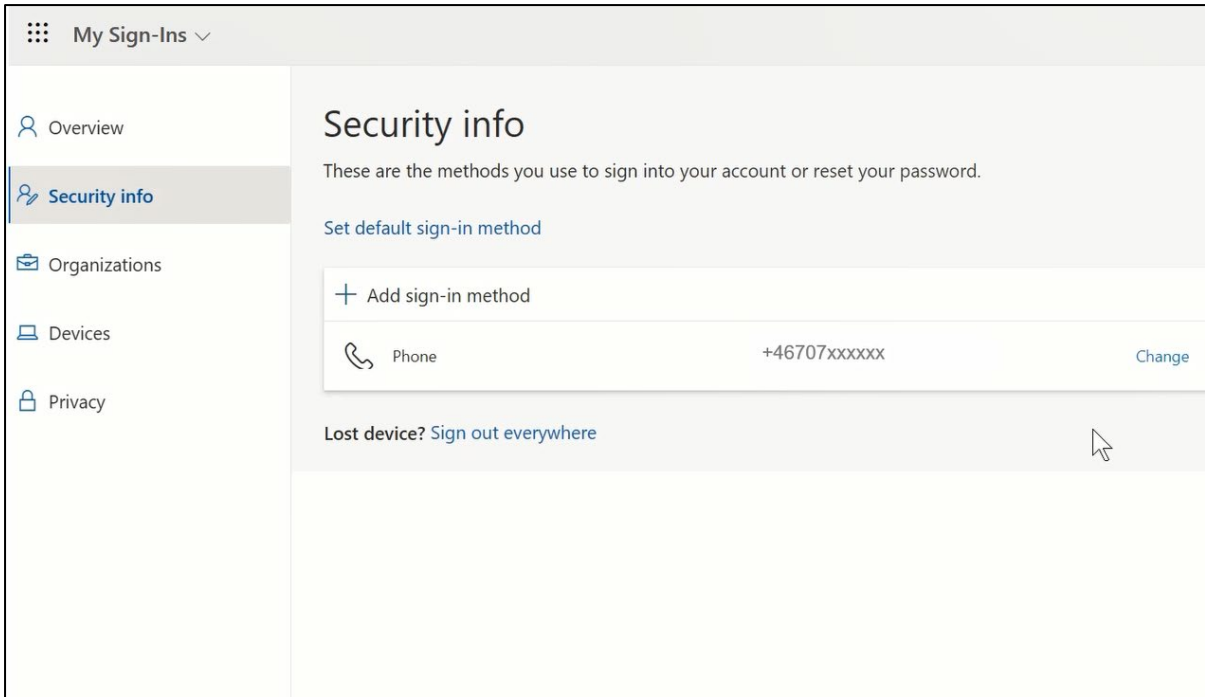 My Sign-Ins
Overview
Security info
Organizations
Devices
Privacy
Security info
These are the methods you use to sign into your account or reset your password.
Set default sign-in method
Add sign-in method
Phone +46707xxxxxx Change
Lost device? Sign out everywhere